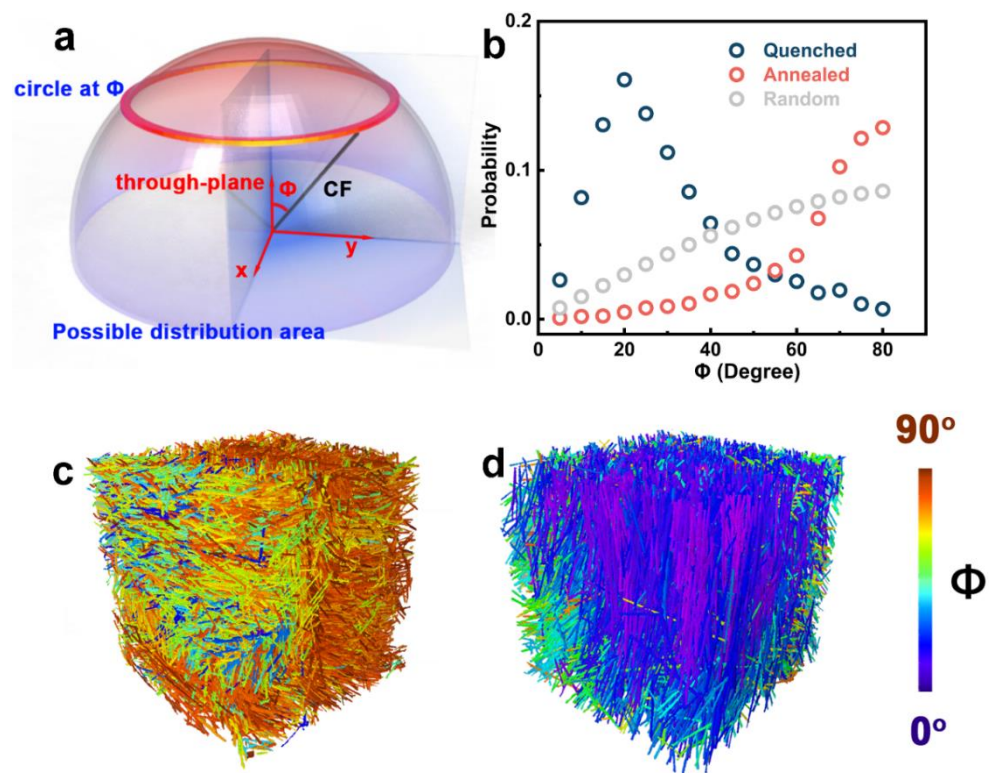 a
circle at Φ
through-plane
Φ
CF
x
y
Possible distribution area
b
0.2
0.1
0.0
Probability
Quenched
Annealed
Random
0 20 40 60 80
Φ (Degree)
c
d
90°
Φ
0°